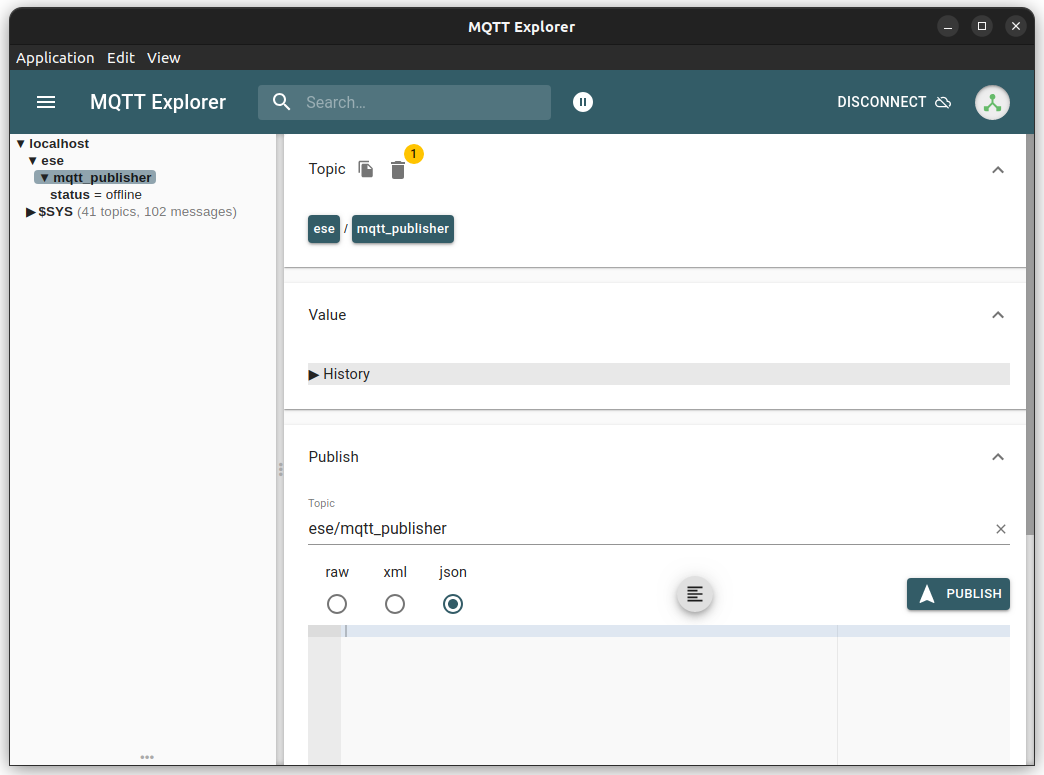 MQTT Explorer
Application Edit View
MQTT Explorer Search... DISCONNECT
▼ localhost
▼ ese
▼ mqtt_publisher
status = offline
▶ $SYS (41 topics, 102 messages)
Topic 1
ese / mqtt_publisher
Value
▶ History
Publish
Topic
ese/mqtt_publisher
raw xml json
PUBLISH